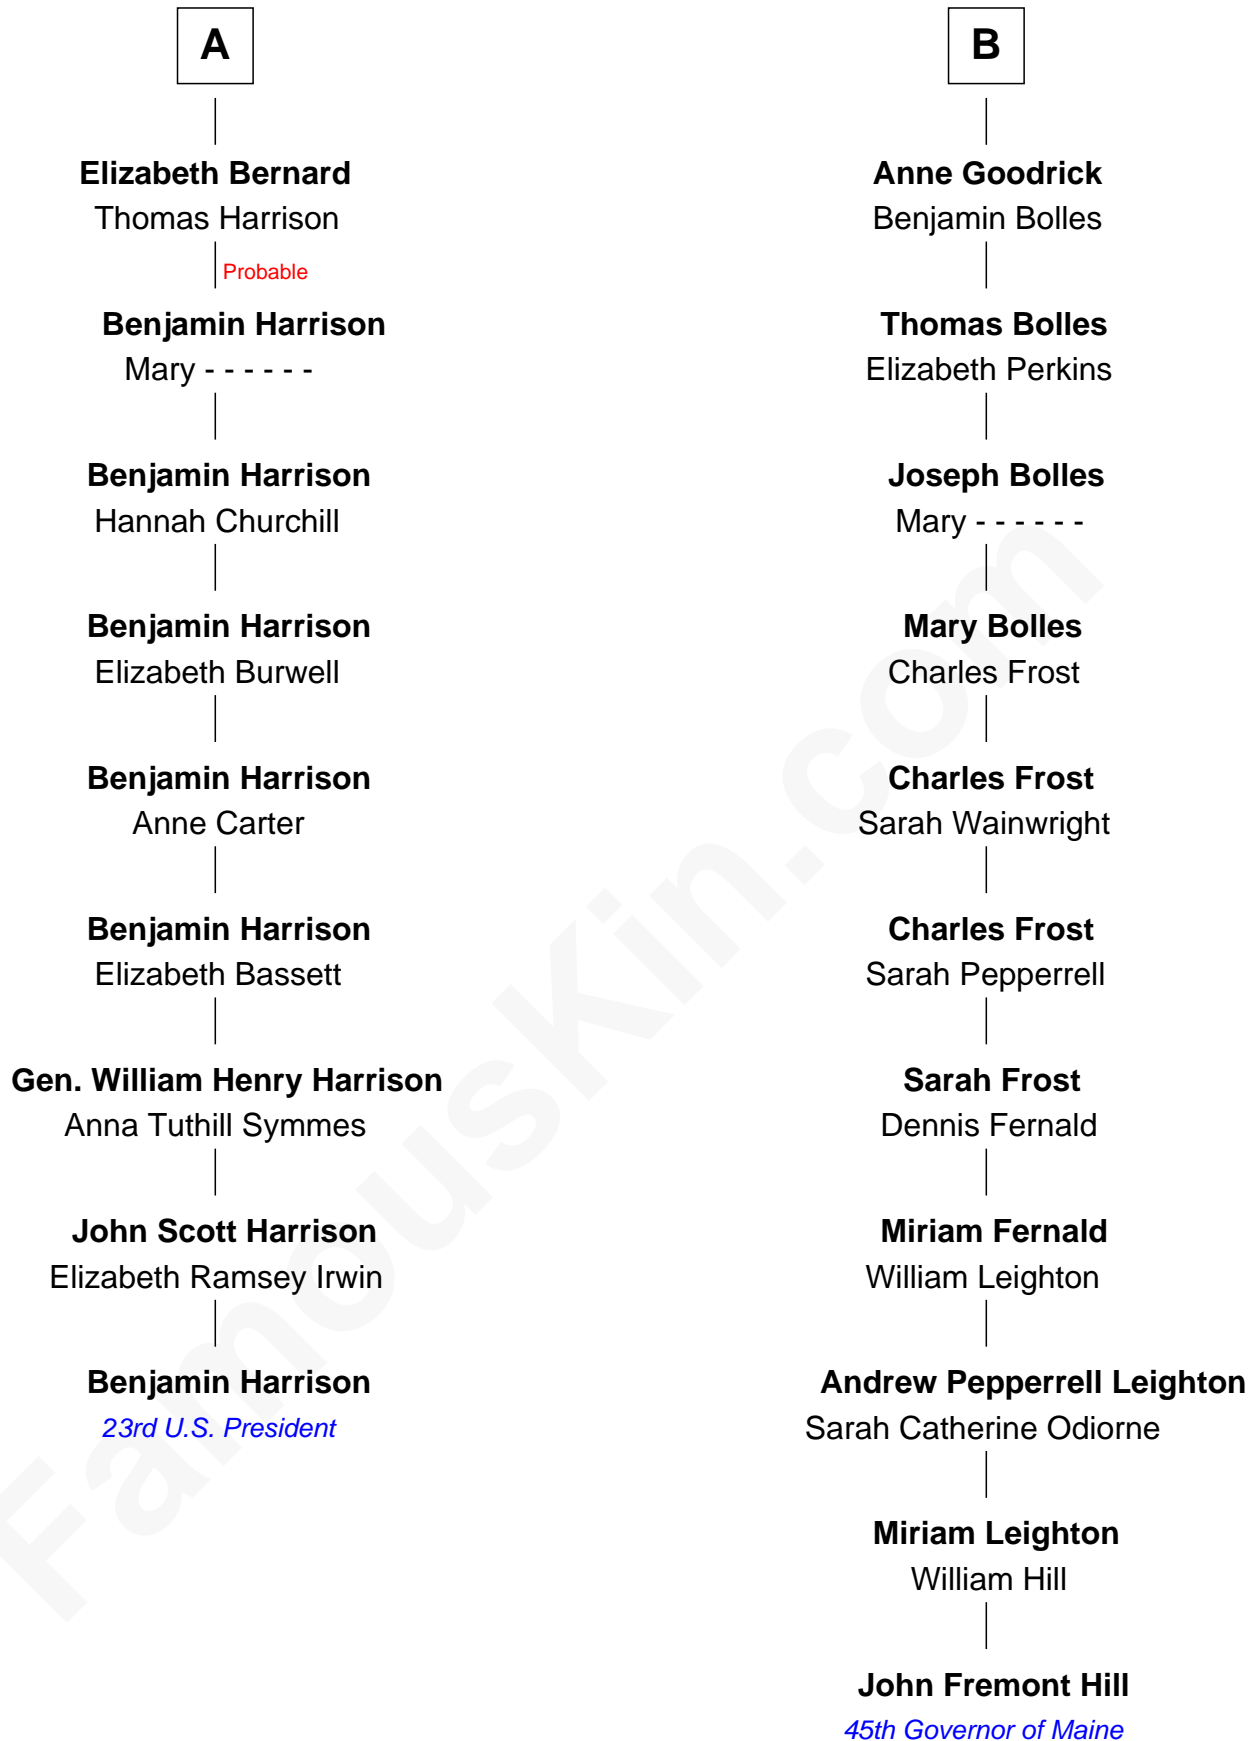 A
Elizabeth Bernard
Thomas Harrison
Probable
Benjamin Harrison
Mary - - - - - -
Benjamin Harrison
Hannah Churchill
Benjamin Harrison
Elizabeth Burwell
Benjamin Harrison
Anne Carter
Benjamin Harrison
Elizabeth Bassett
Gen. William Henry Harrison
Anna Tuthill Symmes
John Scott Harrison
Elizabeth Ramsey Irwin
Benjamin Harrison
23rd U.S. President
B
Anne Goodrick
Benjamin Bolles
Thomas Bolles
Elizabeth Perkins
Joseph Bolles
Mary - - - - - -
Mary Bolles
Charles Frost
Charles Frost
Sarah Wainwright
Charles Frost
Sarah Pepperrell
Sarah Frost
Dennis Fernald
Miriam Fernald
William Leighton
Andrew Pepperrell Leighton
Sarah Catherine Odiorne
Miriam Leighton
William Hill
John Fremont Hill
45th Governor of Maine
FamousKin.com